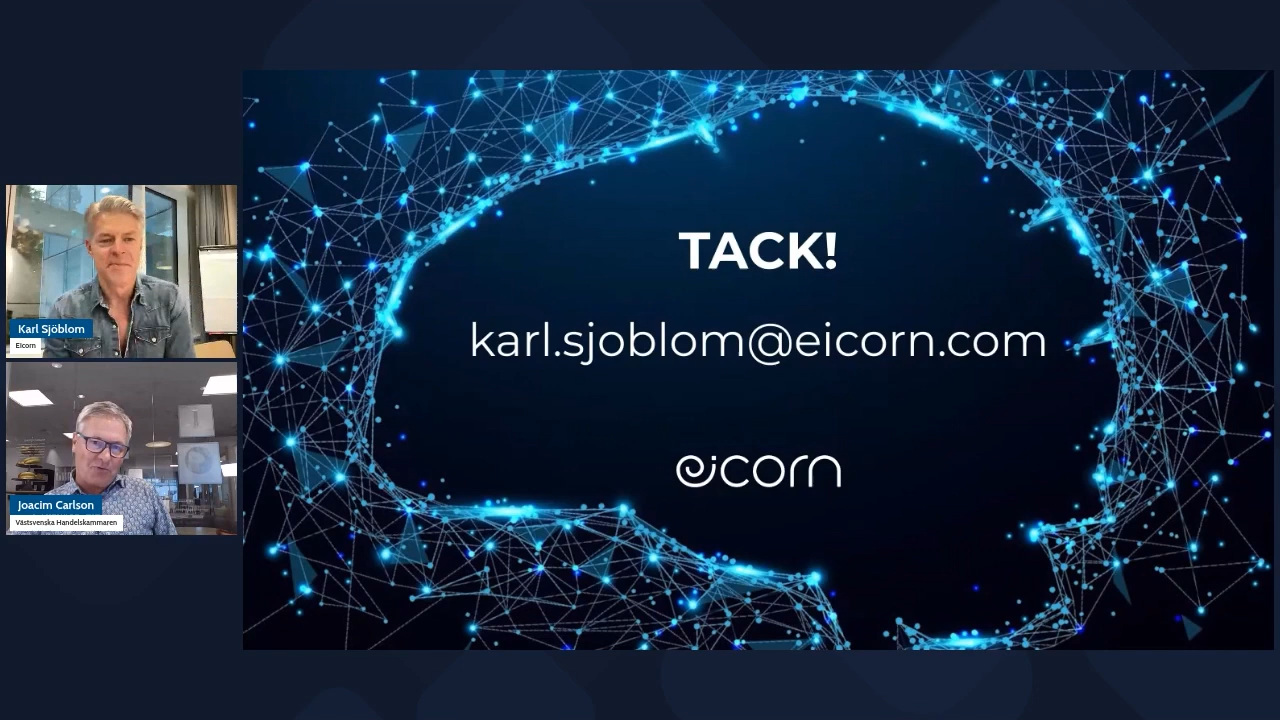 Karl Sjöblom
Eicorn
Joacim Carlson
Västsvenska Handelskammaren
TACK!
karl.sjoblom@eicorn.com
eicorn